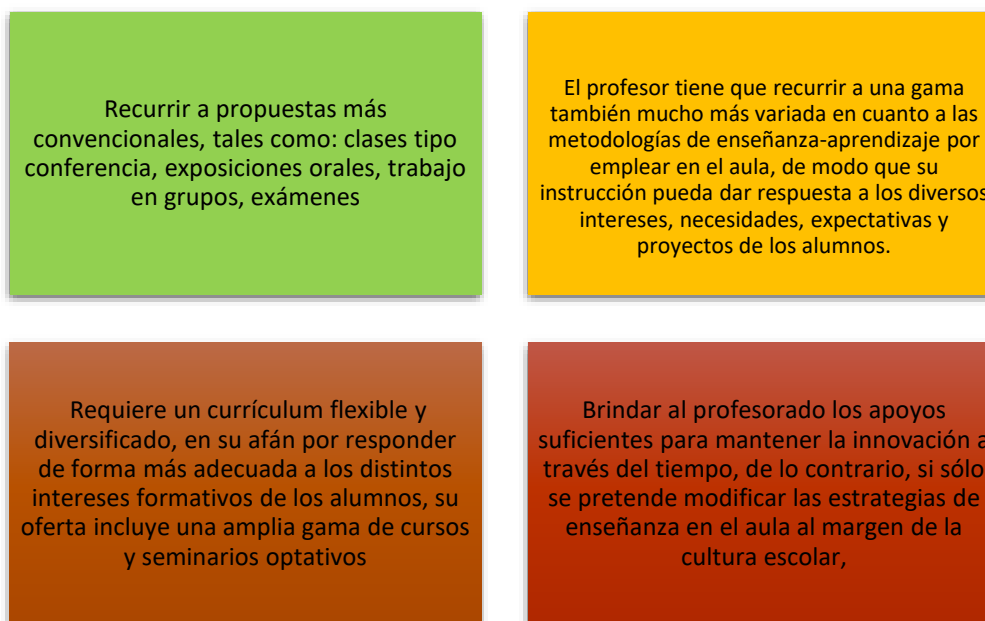 Recurrir a propuestas más
convencionales, tales como: clases tipo
conferencia, exposiciones orales, trabajo
en grupos, exámenes
El profesor tiene que recurrir a una gama
también mucho más variada en cuanto a las
metodologías de enseñanza-aprendizaje por
emplear en el aula, de modo que su
instrucción pueda dar respuesta a los diversos
intereses, necesidades, expectativas y
proyectos de los alumnos.
Requiere un currículum flexible y
diversificado, en su afán por responder
de forma más adecuada a los distintos
intereses formativos de los alumnos, su
oferta incluye una amplia gama de cursos
y seminarios optativos
Brindar al profesorado los apoyos
suficientes para mantener la innovación a
través del tiempo, de lo contrario, si sólo
se pretende modificar las estrategias de
enseñanza en el aula al margen de la
cultura escolar,